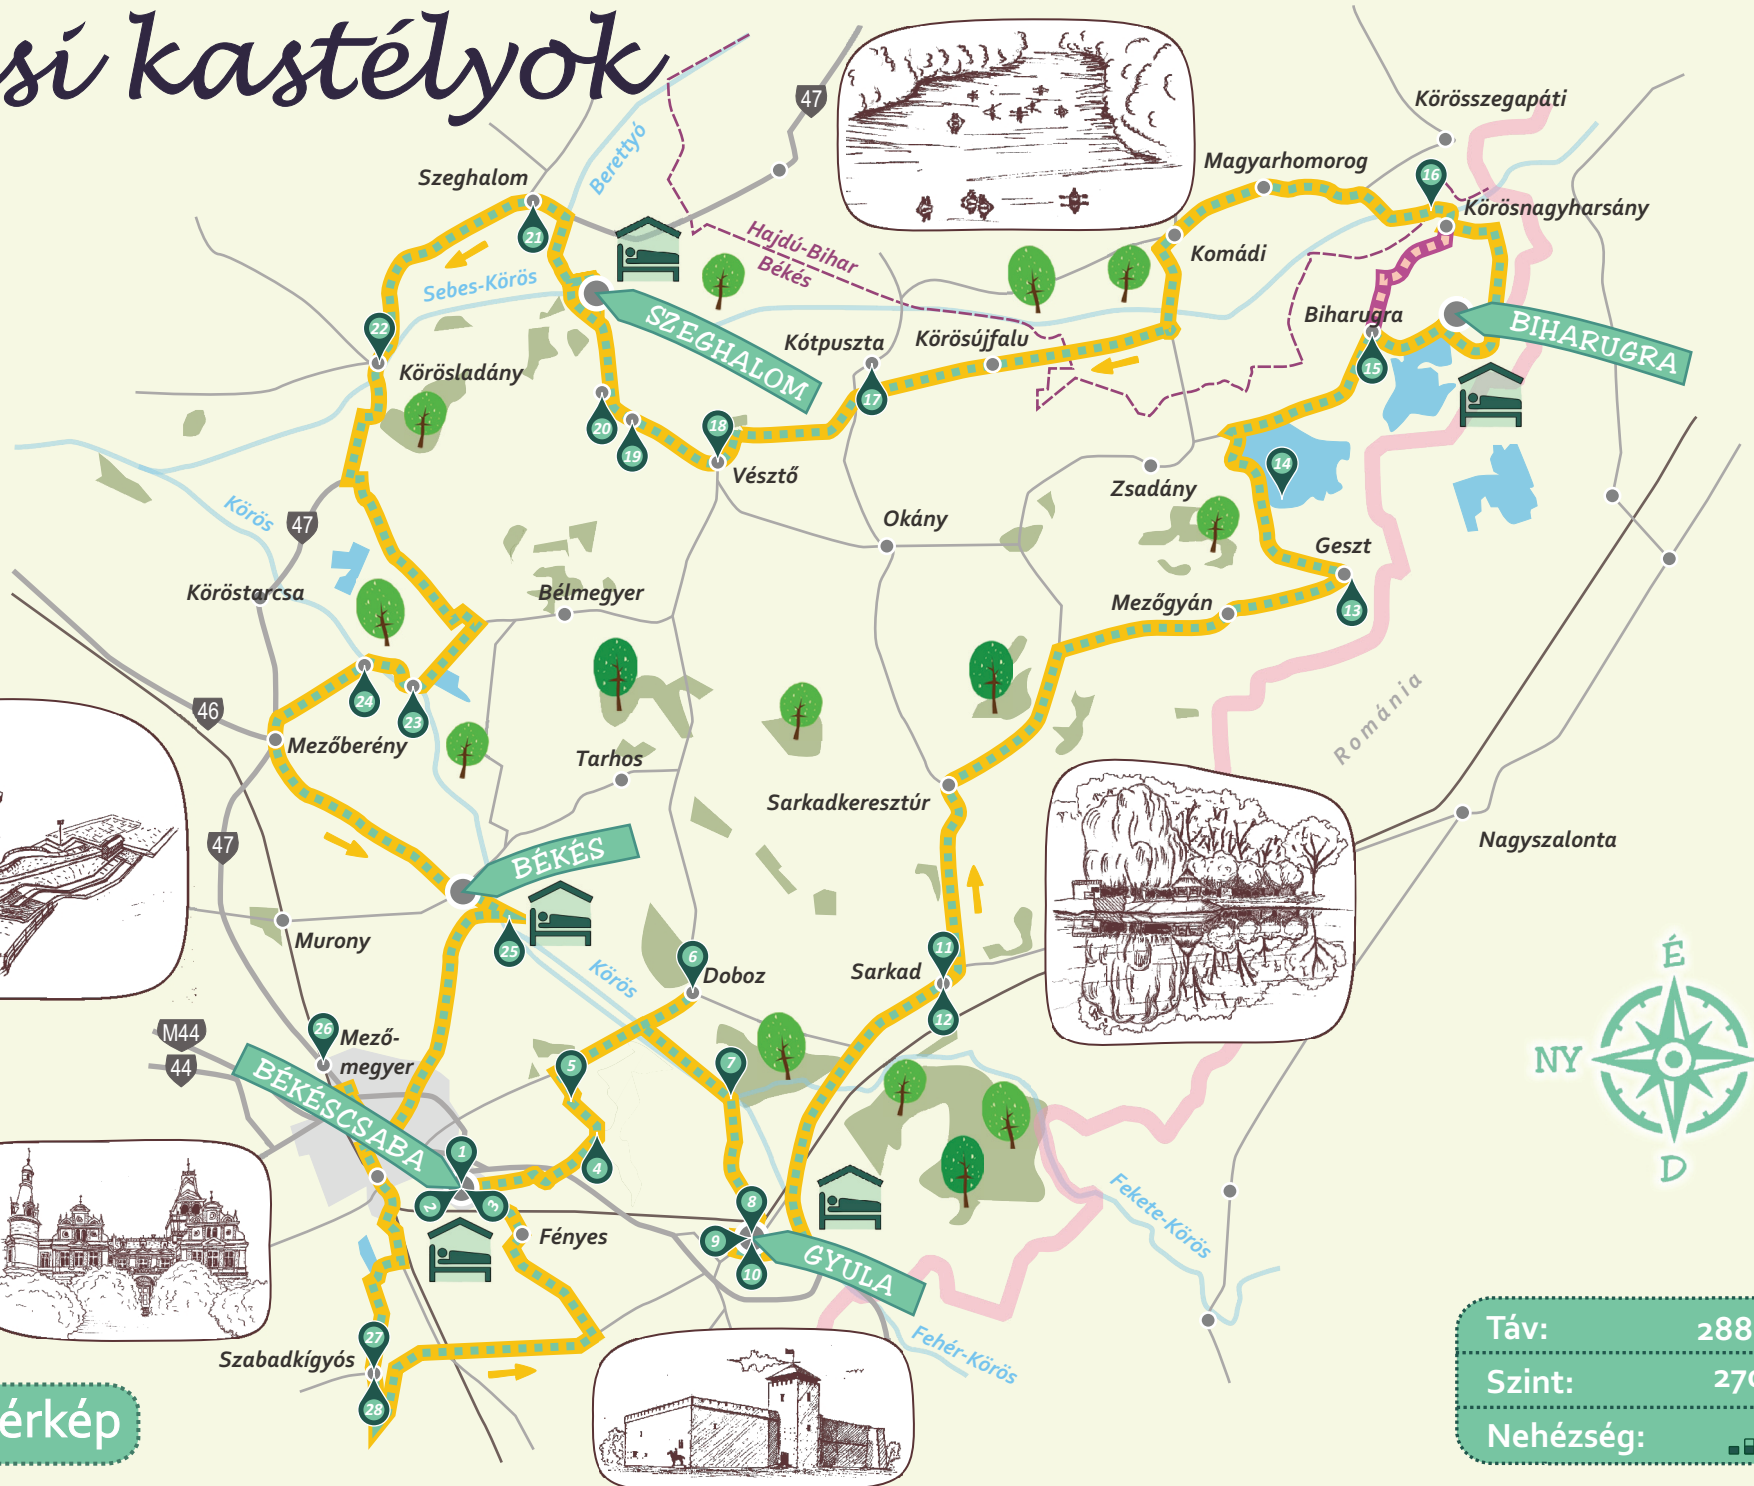 si kastélyok
47
Körösszegapáti
Berettyó
Magyarhomorog
16
Szeghalom
Körösnagyharsány
21
Hajdú-Bihar
Békés
Komádi
Sebes-Körös
22
SZEGHALOM
Biharugra
BIHARUGRA
Kótpuszta
Körösújfalu
Körösladány
15
17
20
18
19
Vésztő
14
Zsadány
Körös
47
Okány
Geszt
Köröstarcsa
Bélmegyer
Mezőgyán
13
24
46
23
Románia
Mezőberény
Tarhos
Sarkadkeresztúr
47
BÉKÉS
Nagyszalonta
Murony
25
Körös
6
Doboz
11
Sarkad
É
12
M44
26
Mező-
megyer
44
5
7
NY
BÉKÉSCSABA
1
4
D
2
3
8
Fekete-Körös
Fényes
9
GYULA
10
27
Szabadkígyós
Fehér-Körös
28
érkép
Táv:
288
Szint:
270
Nehézség: